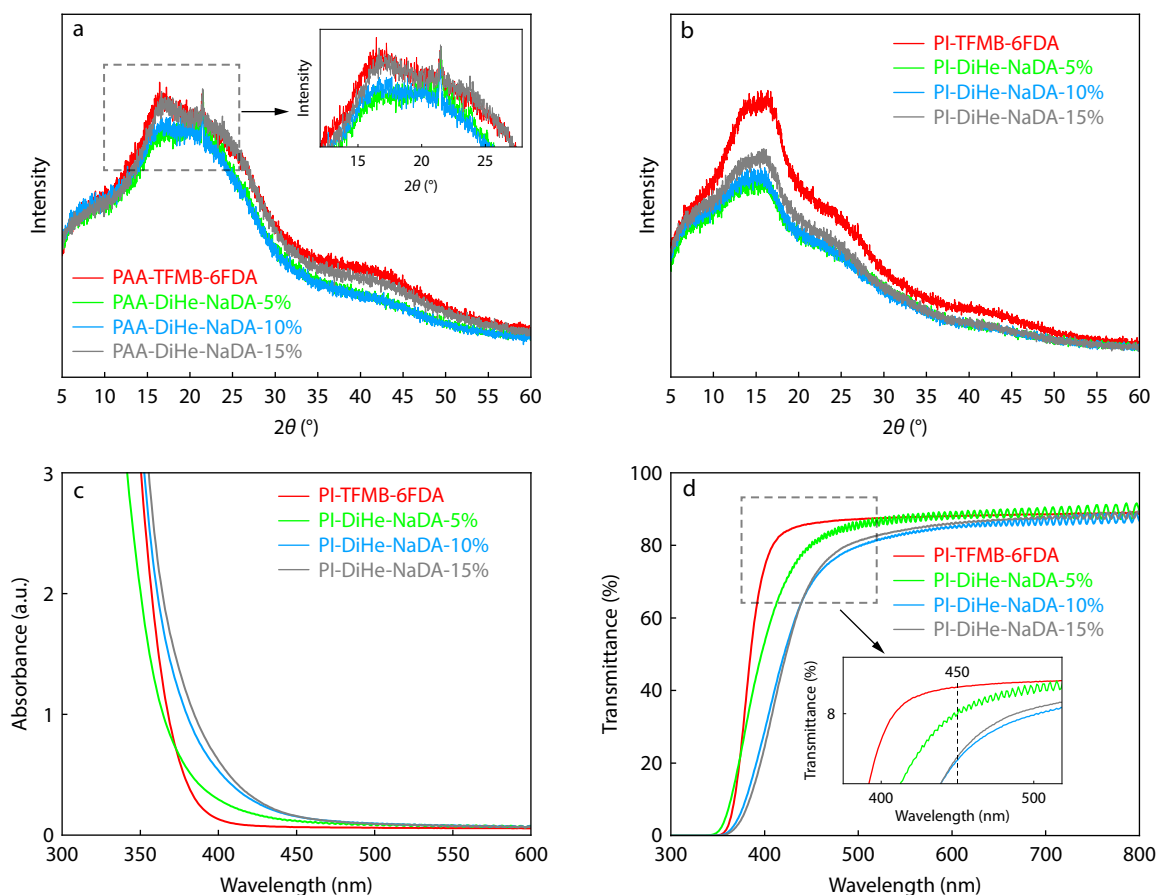 a
Intensity
2θ (°)
15
20
25
Intensity
PAA-TFMB-6FDA
PAA-DiHe-NaDA-5%
PAA-DiHe-NaDA-10%
PAA-DiHe-NaDA-15%
5 10 15 20 25 30 35 40 45 50 55 60
2θ (°)
b
PI-TFMB-6FDA
PI-DiHe-NaDA-5%
PI-DiHe-NaDA-10%
PI-DiHe-NaDA-15%
Intensity
5 10 15 20 25 30 35 40 45 50 55 60
2θ (°)
c
PI-TFMB-6FDA
PI-DiHe-NaDA-5%
PI-DiHe-NaDA-10%
PI-DiHe-NaDA-15%
Absorbance (a.u.)
3
2
1
0
300 350 400 450 500 550 600
Wavelength (nm)
d
PI-TFMB-6FDA
PI-DiHe-NaDA-5%
PI-DiHe-NaDA-10%
PI-DiHe-NaDA-15%
Transmittance (%)
100
80
60
40
20
0
450
Transmittance (%)
8
400 500
Wavelength (nm)
300 400 500 600 700 800
Wavelength (nm)